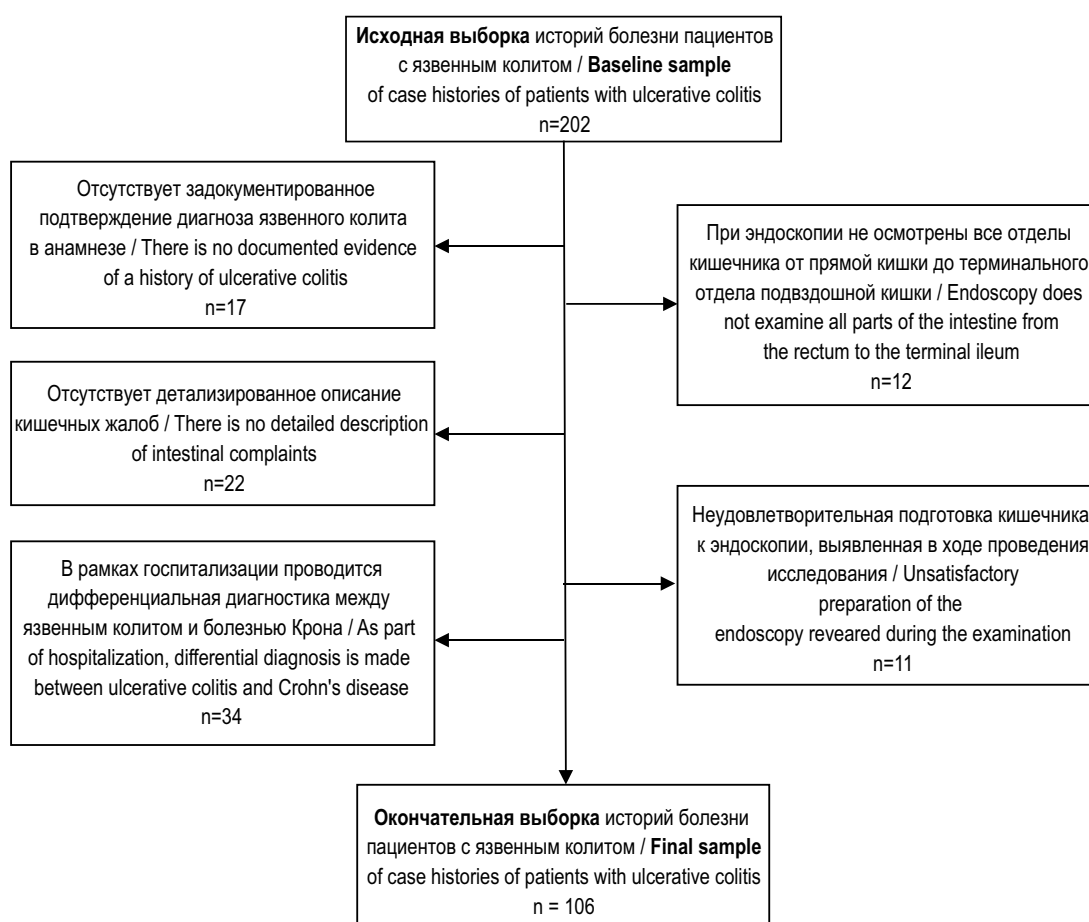 Исходная выборка историй болезни пациентов
с язвенным колитом / Baseline sample
of case histories of patients with ulcerative colitis
n=202
Отсутствует задокументированное
подтверждение диагноза язвенного колита
в анамнезе / There is no documented evidence
of a history of ulcerative colitis
n=17
При эндоскопии не осмотрены все отделы
кишечника от прямой кишки до терминального
отдела подвздошной кишки / Endoscopy does
not examine all parts of the intestine from
the rectum to the terminal ileum
n=12
Отсутствует детализированное описание
кишечных жалоб / There is no detailed description
of intestinal complaints
n=22
Неудовлетворительная подготовка кишечника
к эндоскопии, выявленная в ходе проведения
исследования / Unsatisfactory
preparation of the
endoscopy reveared during the examination
n=11
В рамках госпитализации проводится
дифференциальная диагностика между
язвенным колитом и болезнью Крона / As part
of hospitalization, differential diagnosis is made
between ulcerative colitis and Crohn's disease
n=34
Окончательная выборка историй болезни
пациентов с язвенным колитом / Final sample
of case histories of patients with ulcerative colitis
n = 106